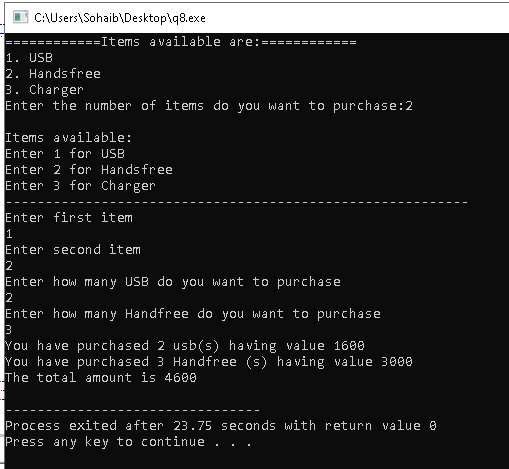 C:\Users\Sohaib\Desktop\q8.exe
============Items available are:============
1. USB
2. Handsfree
3. Charger
Enter the number of items do you want to purchase:2
Items available:
Enter 1 for USB
Enter 2 for Handsfree
Enter 3 for Charger
----------------------------------------------------------
Enter first item
1
Enter second item
2
Enter how many USB do you want to purchase
2
Enter how many Handfree do you want to purchase
3
You have purchased 2 usb(s) having value 1600
You have purchased 3 Handfree (s) having value 3000
The total amount is 4600
--------------------------------
Process exited after 23.75 seconds with return value 0
Press any key to continue . . .